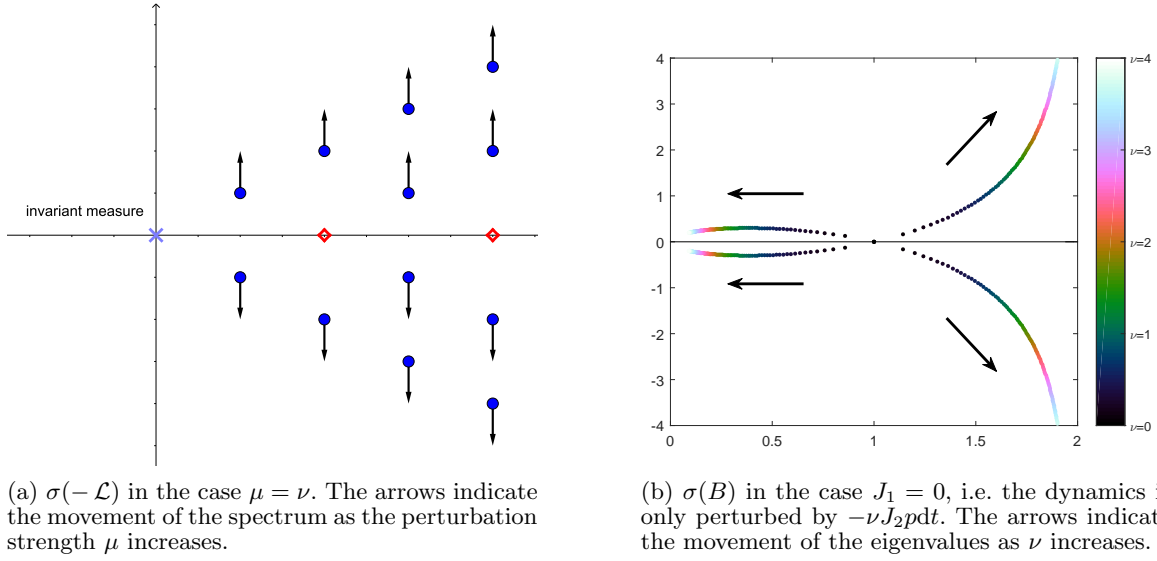 invariant measure
4
3
2
1
0
-1
-2
-3
-4
0
0.5
1
1.5
2
ν=4
ν=3
ν=2
ν=1
ν=0
(a) σ(− ℒ) in the case μ = ν. The arrows indicate
the movement of the spectrum as the perturbation
strength μ increases.
(b) σ(B) in the case J₁ = 0, i.e. the dynamics
only perturbed by −νJ₂pdt. The arrows
the movement of the eigenvalues as ν increases.